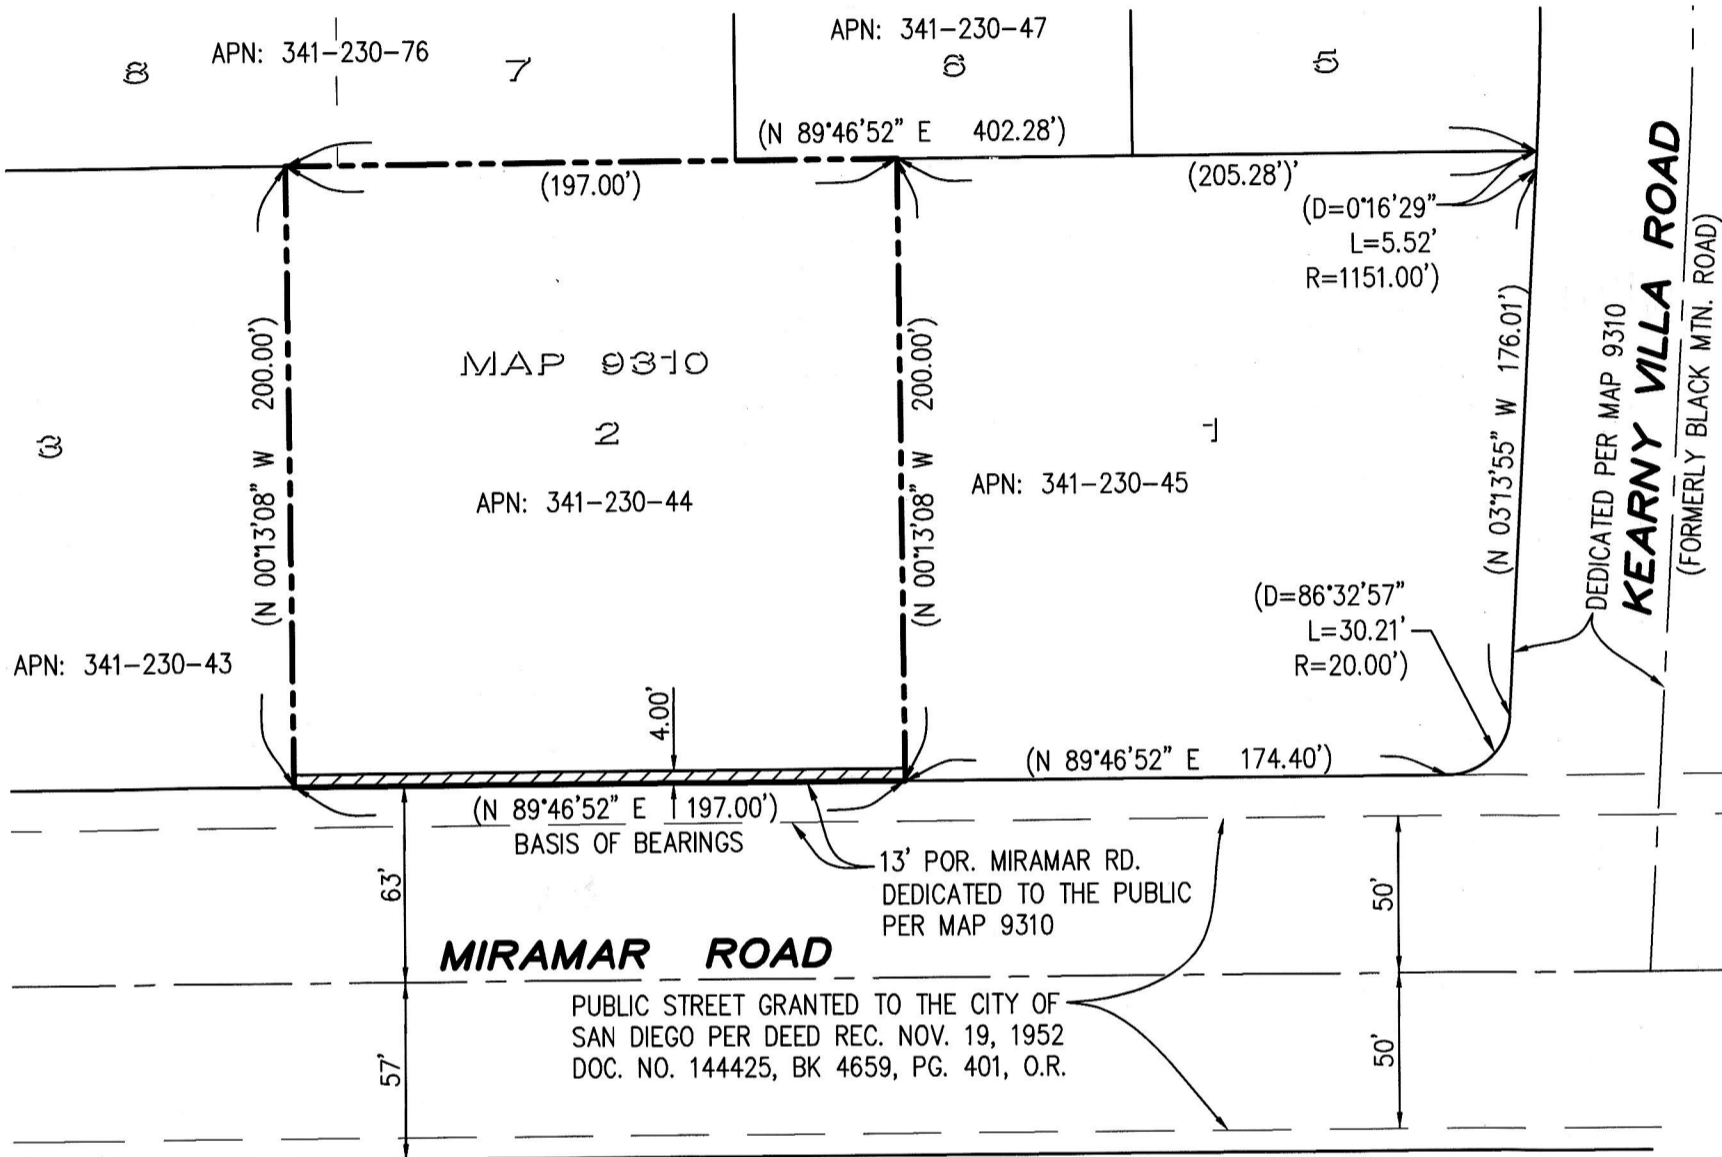 APN: 341-230-76
APN: 341-230-47
8
7
6
5
(N 89°46'52" E 402.28')
(197.00')
(205.28')'
(D=0°16'29"
L=5.52'
R=1151.00')
(N 00°13'08" W 200.00')
(N 00°13'08" W 200.00')
(N 03°13'55" W 176.01')
DEDICATED PER MAP 9310
KEARNY VILLA ROAD
(FORMERLY BLACK MTN. ROAD)
MAP 9310
3
2
1
APN: 341-230-44
APN: 341-230-45
APN: 341-230-43
(D=86°32'57"
L=30.21'
R=20.00')
4.00'
(N 89°46'52" E 174.40')
(N 89°46'52" E 197.00')
BASIS OF BEARINGS
13' POR. MIRAMAR RD.
DEDICATED TO THE PUBLIC
PER MAP 9310
63'
50'
MIRAMAR ROAD
PUBLIC STREET GRANTED TO THE CITY OF
SAN DIEGO PER DEED REC. NOV. 19, 1952
DOC. NO. 144425, BK 4659, PG. 401, O.R.
57'
50'